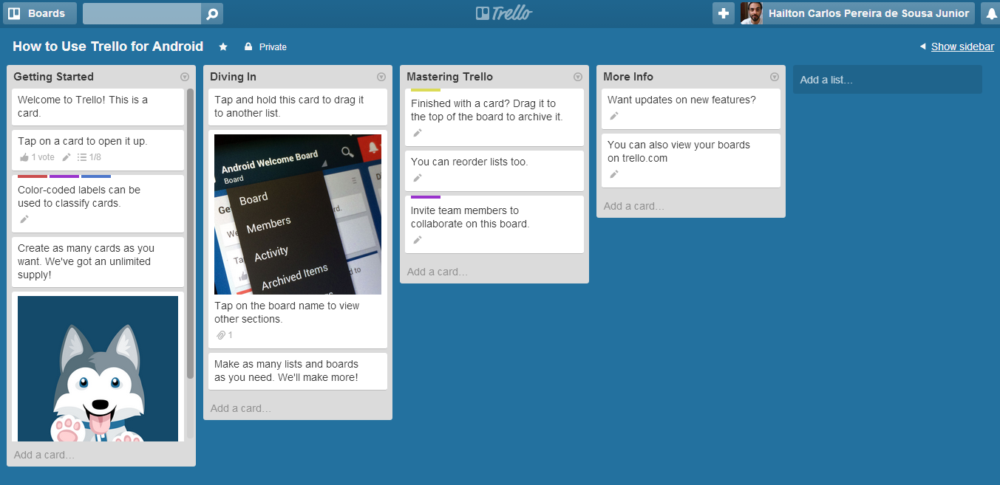 Boards
Trello
Hailton Carlos Pereira de Sousa Junior
How to Use Trello for Android
Private
Show sidebar
Getting Started
Welcome to Trello! This is a
card.
Tap on a card to open it up.
1 vote
1/8
Color-coded labels can be
used to classify cards.
Create as many cards as you
want. We've got an unlimited
supply!
Add a card…
Diving In
Tap and hold this card to drag it
to another list.
Android Welcome Board
Board
Board
Members
Activity
Archived Items
Tap on the board name to view
other sections.
1
Make as many lists and boards
as you need. We'll make more!
Add a card…
Mastering Trello
Finished with a card? Drag it to
the top of the board to archive it.
You can reorder lists too.
Invite team members to
collaborate on this board.
Add a card…
More Info
Want updates on new features?
You can also view your boards
on trello.com
Add a card…
Add a list…